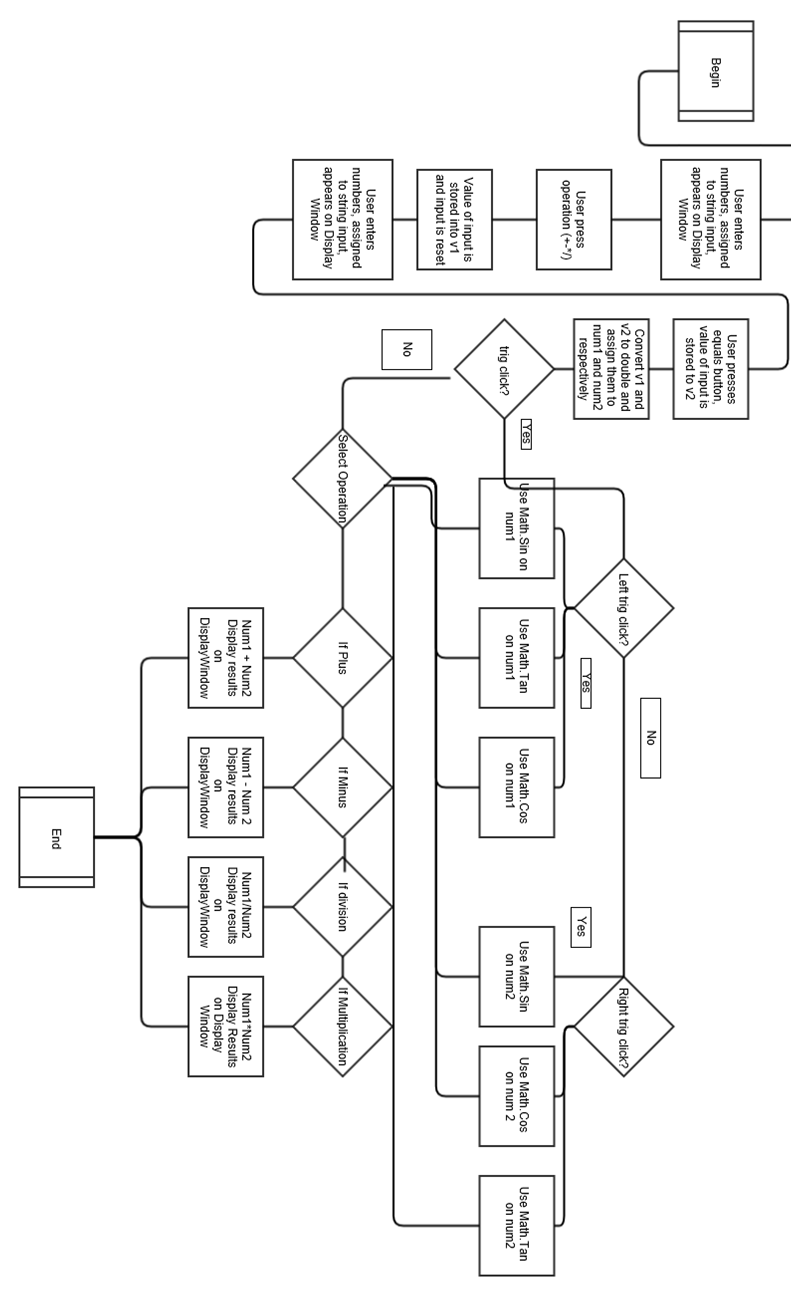 Begin
User enters
numbers, assigned
to string input,
appears on Display
Window
User press
operation (+-*/)
Value of input is
stored into v1
and input is reset
User enters
numbers, assigned
to string input,
appears on Display
Window
User presses
equals button,
value of input is
stored to v2
Convert v1 and
v2 to double and
assign them to
num1 and num2
respectively
trig click?
No
Yes
Left trig click?
Yes
No
Right trig click?
Yes
Use Math.Sin on
num1
Use Math.Tan
on num1
Use Math.Cos
on num1
Use Math.Sin
on num2
Use Math.Cos
on num 2
Use Math.Tan
on num2
Select Operation
If Plus
If Minus
If division
If Multiplication
Num1 + Num2
Display results
on
DisplayWindow
Num1 - Num 2
Display results
on
DisplayWindow
Num1/Num2
Display results
on
DisplayWindow
Num1*Num2
Display Results
on Display
Window
End